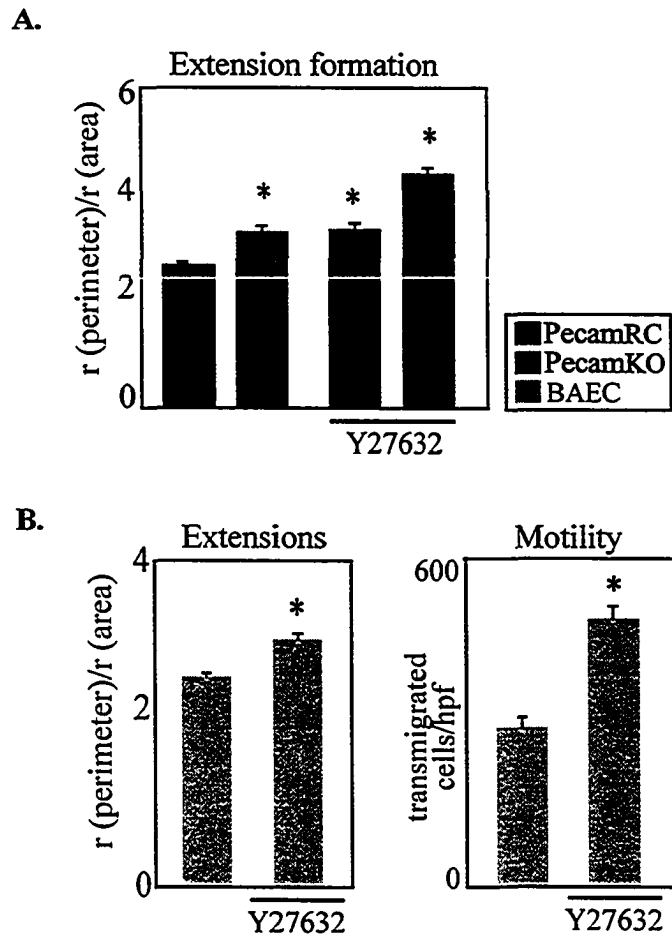 A.
Extension formation
r (perimeter)/r (area)
6
4
2
0
*
*
*
Y27632
PecamRC
PecamKO
BAEC
B.
Extensions
r (perimeter)/r (area)
4
2
0
*
Y27632
Motility
transmigrated
cells/hpf
600
0
*
Y27632